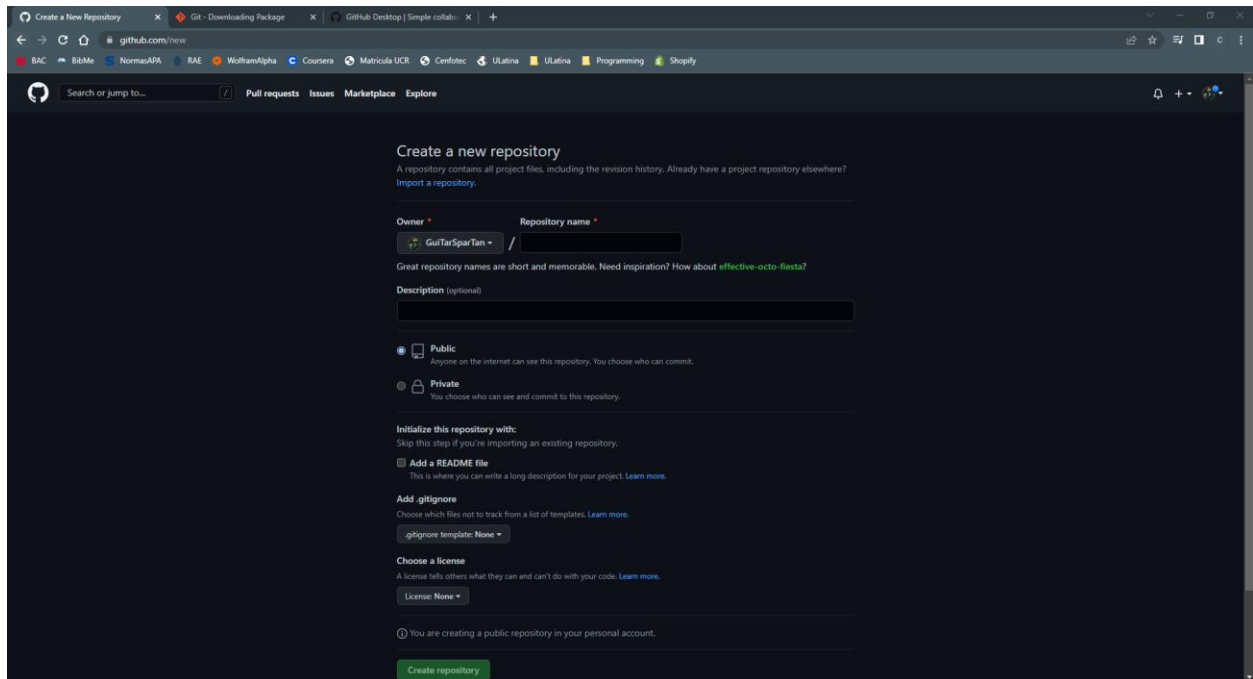 Create a New Repository
Git - Downloading Package
GitHub Desktop | Simple collabo
github.com/new
BAC
BibMe
NormasAPA
RAE
WolframAlpha
Coursera
Matricula UCR
Cenfotec
ULatina
ULatina
Programming
Shopify
Search or jump to...
/
Pull requests Issues Marketplace Explore
Create a new repository
A repository contains all project files, including the revision history. Already have a project repository elsewhere?
Import a repository.
Owner *
Repository name *
GuiTarSparTan
/
Great repository names are short and memorable. Need inspiration? How about effective-octo-fiesta?
Description (optional)
Public
Anyone on the internet can see this repository. You choose who can commit.
Private
You choose who can see and commit to this repository.
Initialize this repository with:
Skip this step if you're importing an existing repository.
Add a README file
This is where you can write a long description for your project. Learn more.
Add .gitignore
Choose which files not to track from a list of templates. Learn more.
.gitignore template: None
Choose a license
A license tells others what they can and can't do with your code. Learn more.
License: None
You are creating a public repository in your personal account.
Create repository